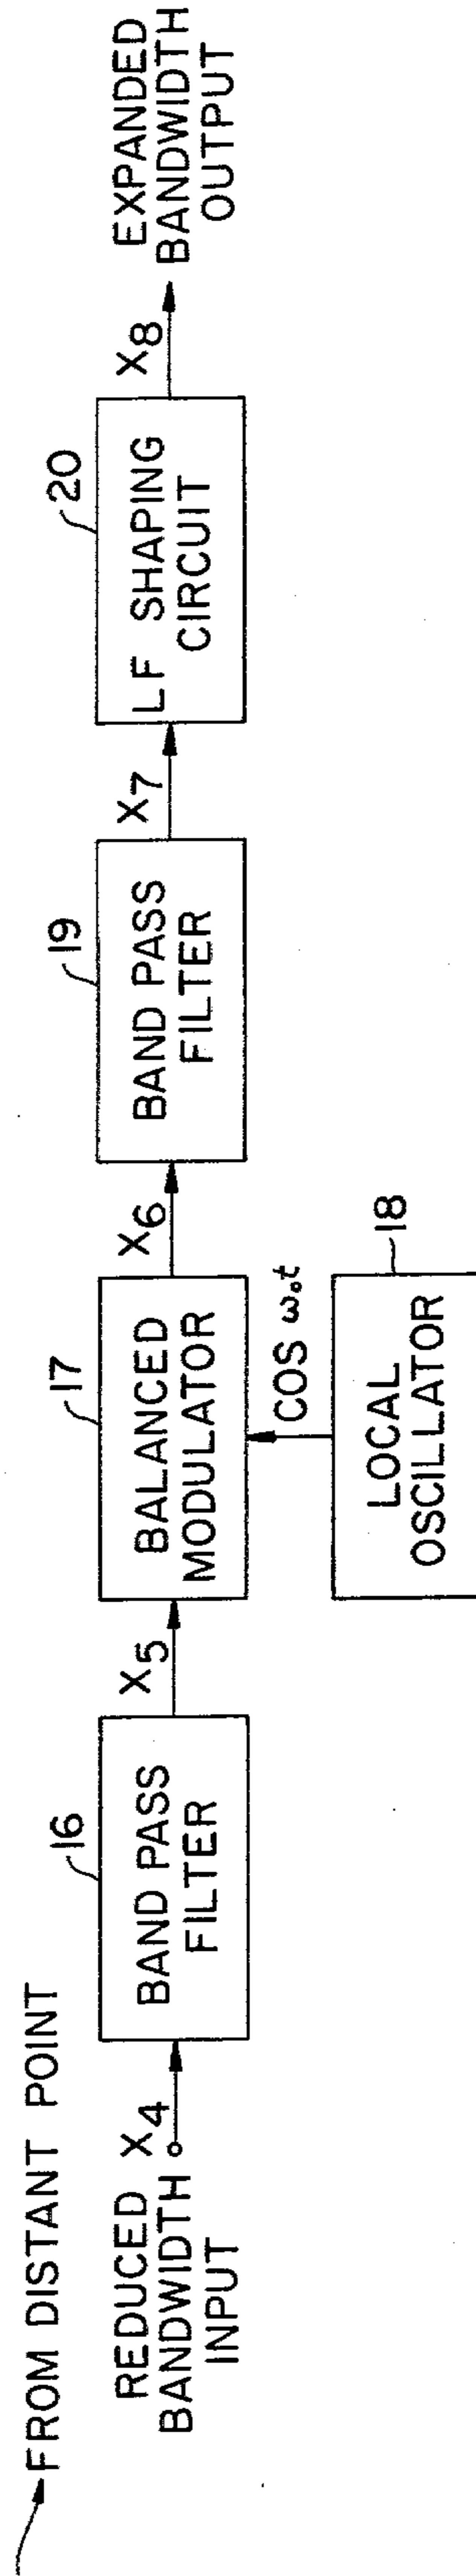 FROM DISTANT POINT
REDUCED
BANDWIDTH
INPUT
X4
16
BAND PASS
FILTER
X5
17
BALANCED
MODULATOR
COS ω₀t
18
LOCAL
OSCILLATOR
X6
19
BAND PASS
FILTER
X7
20
LF SHAPING
CIRCUIT
X8
EXPANDED
BANDWIDTH
OUTPUT